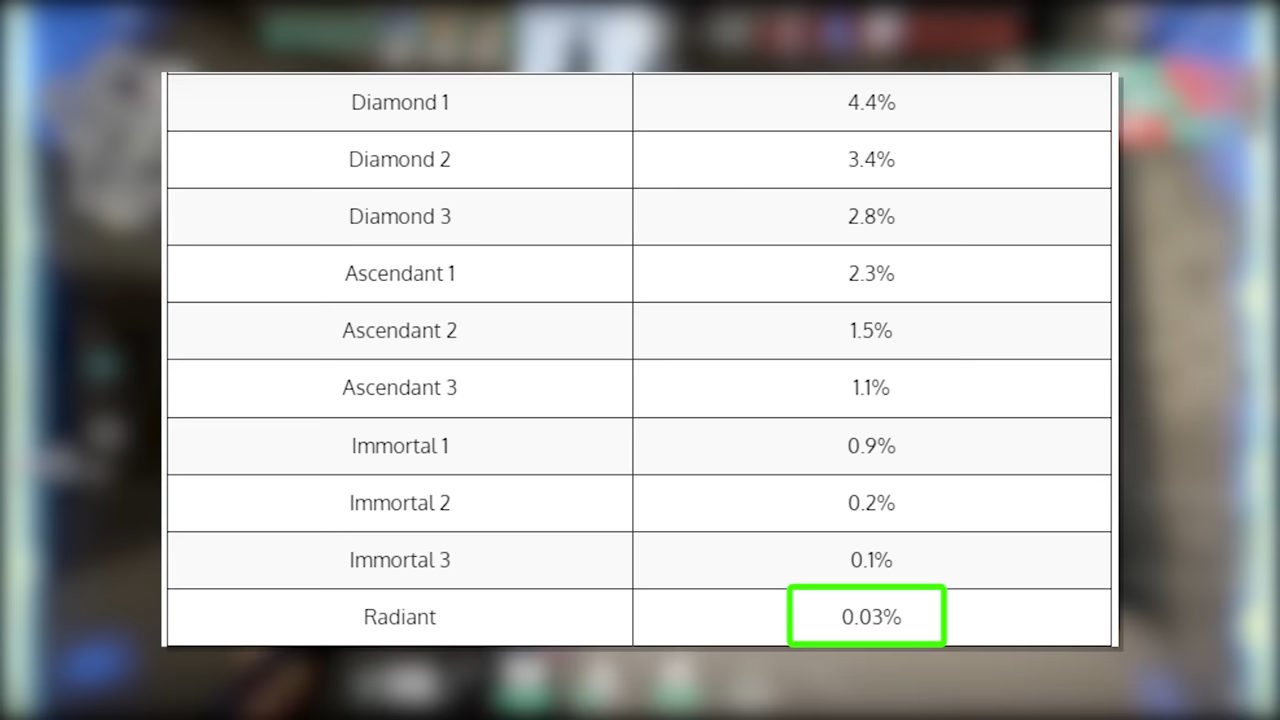 Diamond 1 4.4%
Diamond 2 3.4%
Diamond 3 2.8%
Ascendant 1 2.3%
Ascendant 2 1.5%
Ascendant 3 1.1%
Immortal 1 0.9%
Immortal 2 0.2%
Immortal 3 0.1%
Radiant 0.03%